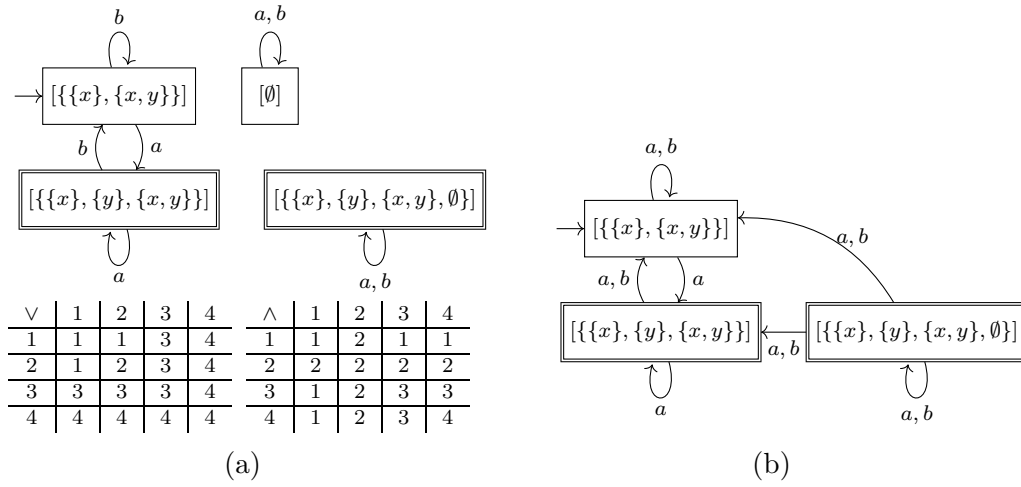 b
a, b
[{{x}, {x, y}}]
[∅]
b
a
[{{x}, {y}, {x, y}}]
[{{x}, {y}, {x, y}, ∅}]
a
a, b
∨ 1 2 3 4
1 1 1 3 4
2 1 2 3 4
3 3 3 3 4
4 4 4 4 4
∧ 1 2 3 4
1 1 2 1 1
2 2 2 2 2
3 1 2 3 3
4 1 2 3 4
(a)
a, b
[{{x}, {x, y}}]
a, b
a, b
a
[{{x}, {y}, {x, y}}]
a, b
[{{x}, {y}, {x, y}, ∅}]
a
a, b
(b)